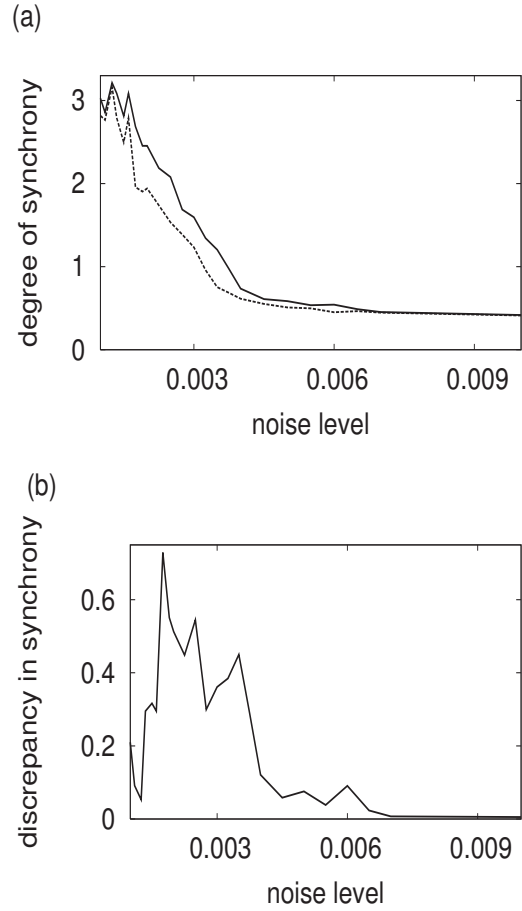 (a)
degree of synchrony
3
2
1
0
0.003 0.006 0.009
noise level
(b)
discrepancy in synchrony
0.6
0.4
0.2
0
0.003 0.006 0.009
noise level